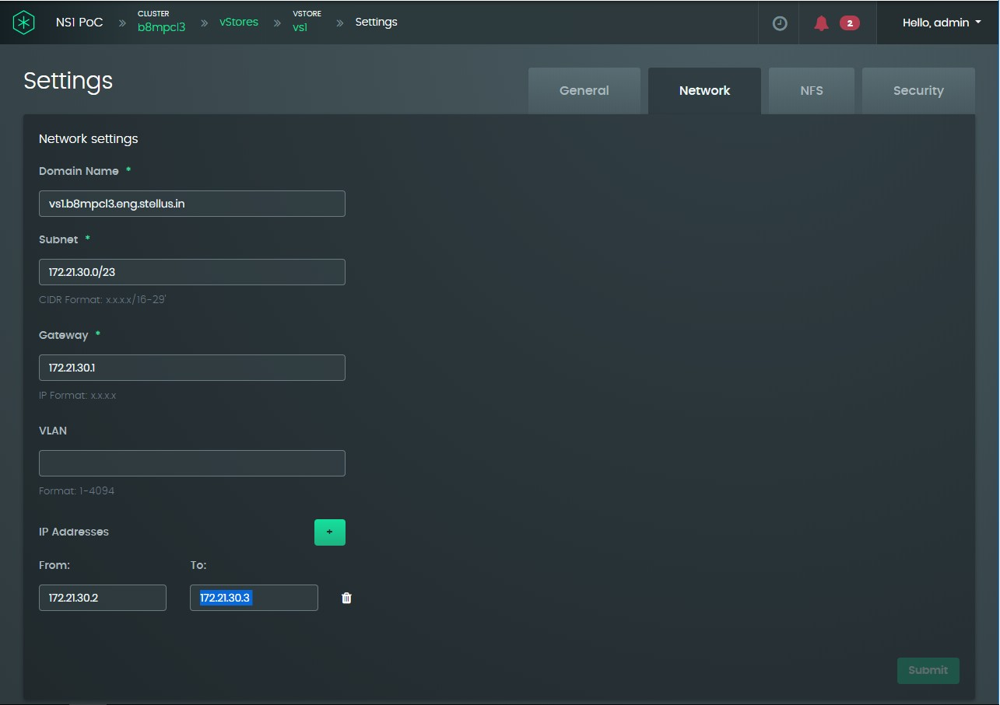 NS1 PoC » CLUSTER b8mpcl3 » vStores » VSTORE vs1 » Settings 2 Hello, admin
Settings
General Network NFS Security
Network settings
Domain Name *
vs1.b8mpcl3.eng.stellus.in
Subnet *
172.21.30.0/23
CIDR Format: x.x.x.x/16-29'
Gateway *
172.21.30.1
IP Format: x.x.x.x
VLAN
Format: 1-4094
IP Addresses +
From: To:
172.21.30.2 172.21.30.3
Submit